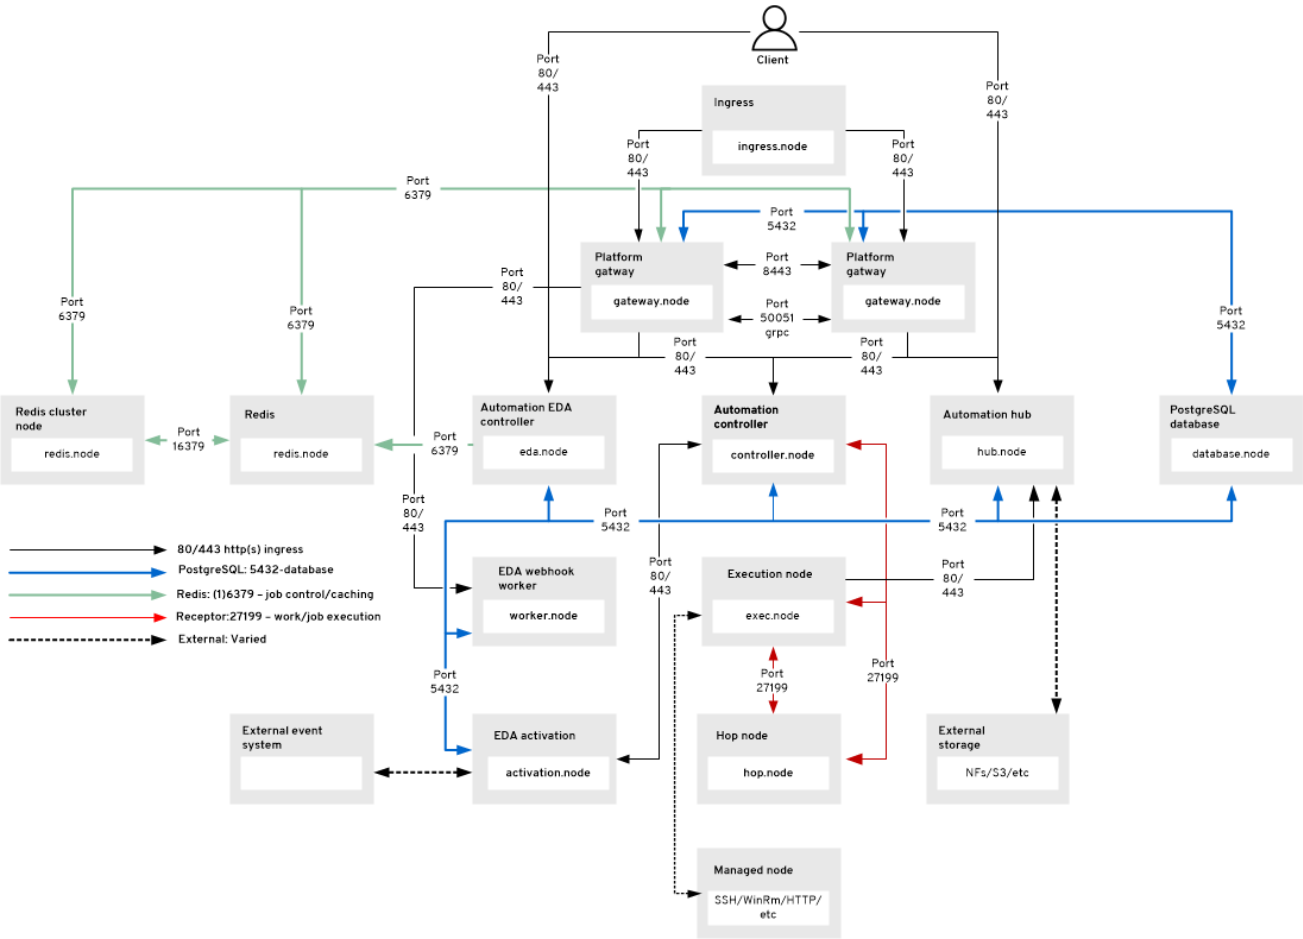 Client
Port
80/
443
Port
80/
443
Ingress
ingress.node
Port
80/
443
Port
80/
443
Port
6379
Port
5432
Platform
gatway
gateway.node
Port
8443
Port
50051
grpc
Platform
gatway
gateway.node
Port
80/
443
Port
6379
Port
6379
Port
5432
Port
80/
443
Port
80/
443
Redis cluster
node
redis.node
Port
16379
Redis
redis.node
Port
6379
Automation EDA
controller
eda.node
Automation
controller
controller.node
Automation hub
hub.node
PostgreSQL
database
database.node
Port
80/
443
Port
5432
Port
5432
80/443 http(s) ingress
PostgreSQL: 5432-database
Redis: (1)6379 – job control/caching
Receptor:27199 – work/job execution
External: Varied
EDA webhook
worker
worker.node
Port
80/
443
Execution node
exec.node
Port
80/
443
Port
5432
Port
27199
Port
27199
External event
system
EDA activation
activation.node
Hop node
hop.node
External
storage
NFs/S3/etc
Managed node
SSH/WinRm/HTTP/
etc